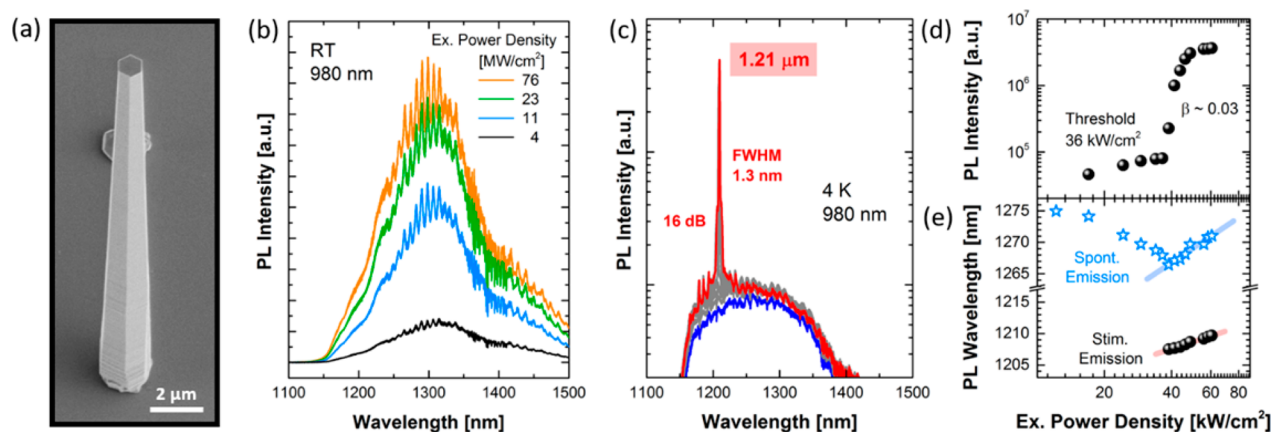 (a)
2 µm
(b)
RT
980 nm
Ex. Power Density
[MW/cm²]
76
23
11
4
PL Intensity [a.u.]
1100 1200 1300 1400 1500
Wavelength [nm]
(c)
1.21 µm
FWHM
1.3 nm
16 dB
4 K
980 nm
PL Intensity [a.u.]
1100 1200 1300 1400 1500
Wavelength [nm]
(d)
PL Intensity [a.u.]
10⁷
10⁶
10⁵
Threshold
36 kW/cm²
β ~ 0.03
(e)
PL Wavelength [nm]
1275
1270
1265
1215
1210
1205
Spont.
Emission
Stim.
Emission
20 40 60 80
Ex. Power Density [kW/cm²]